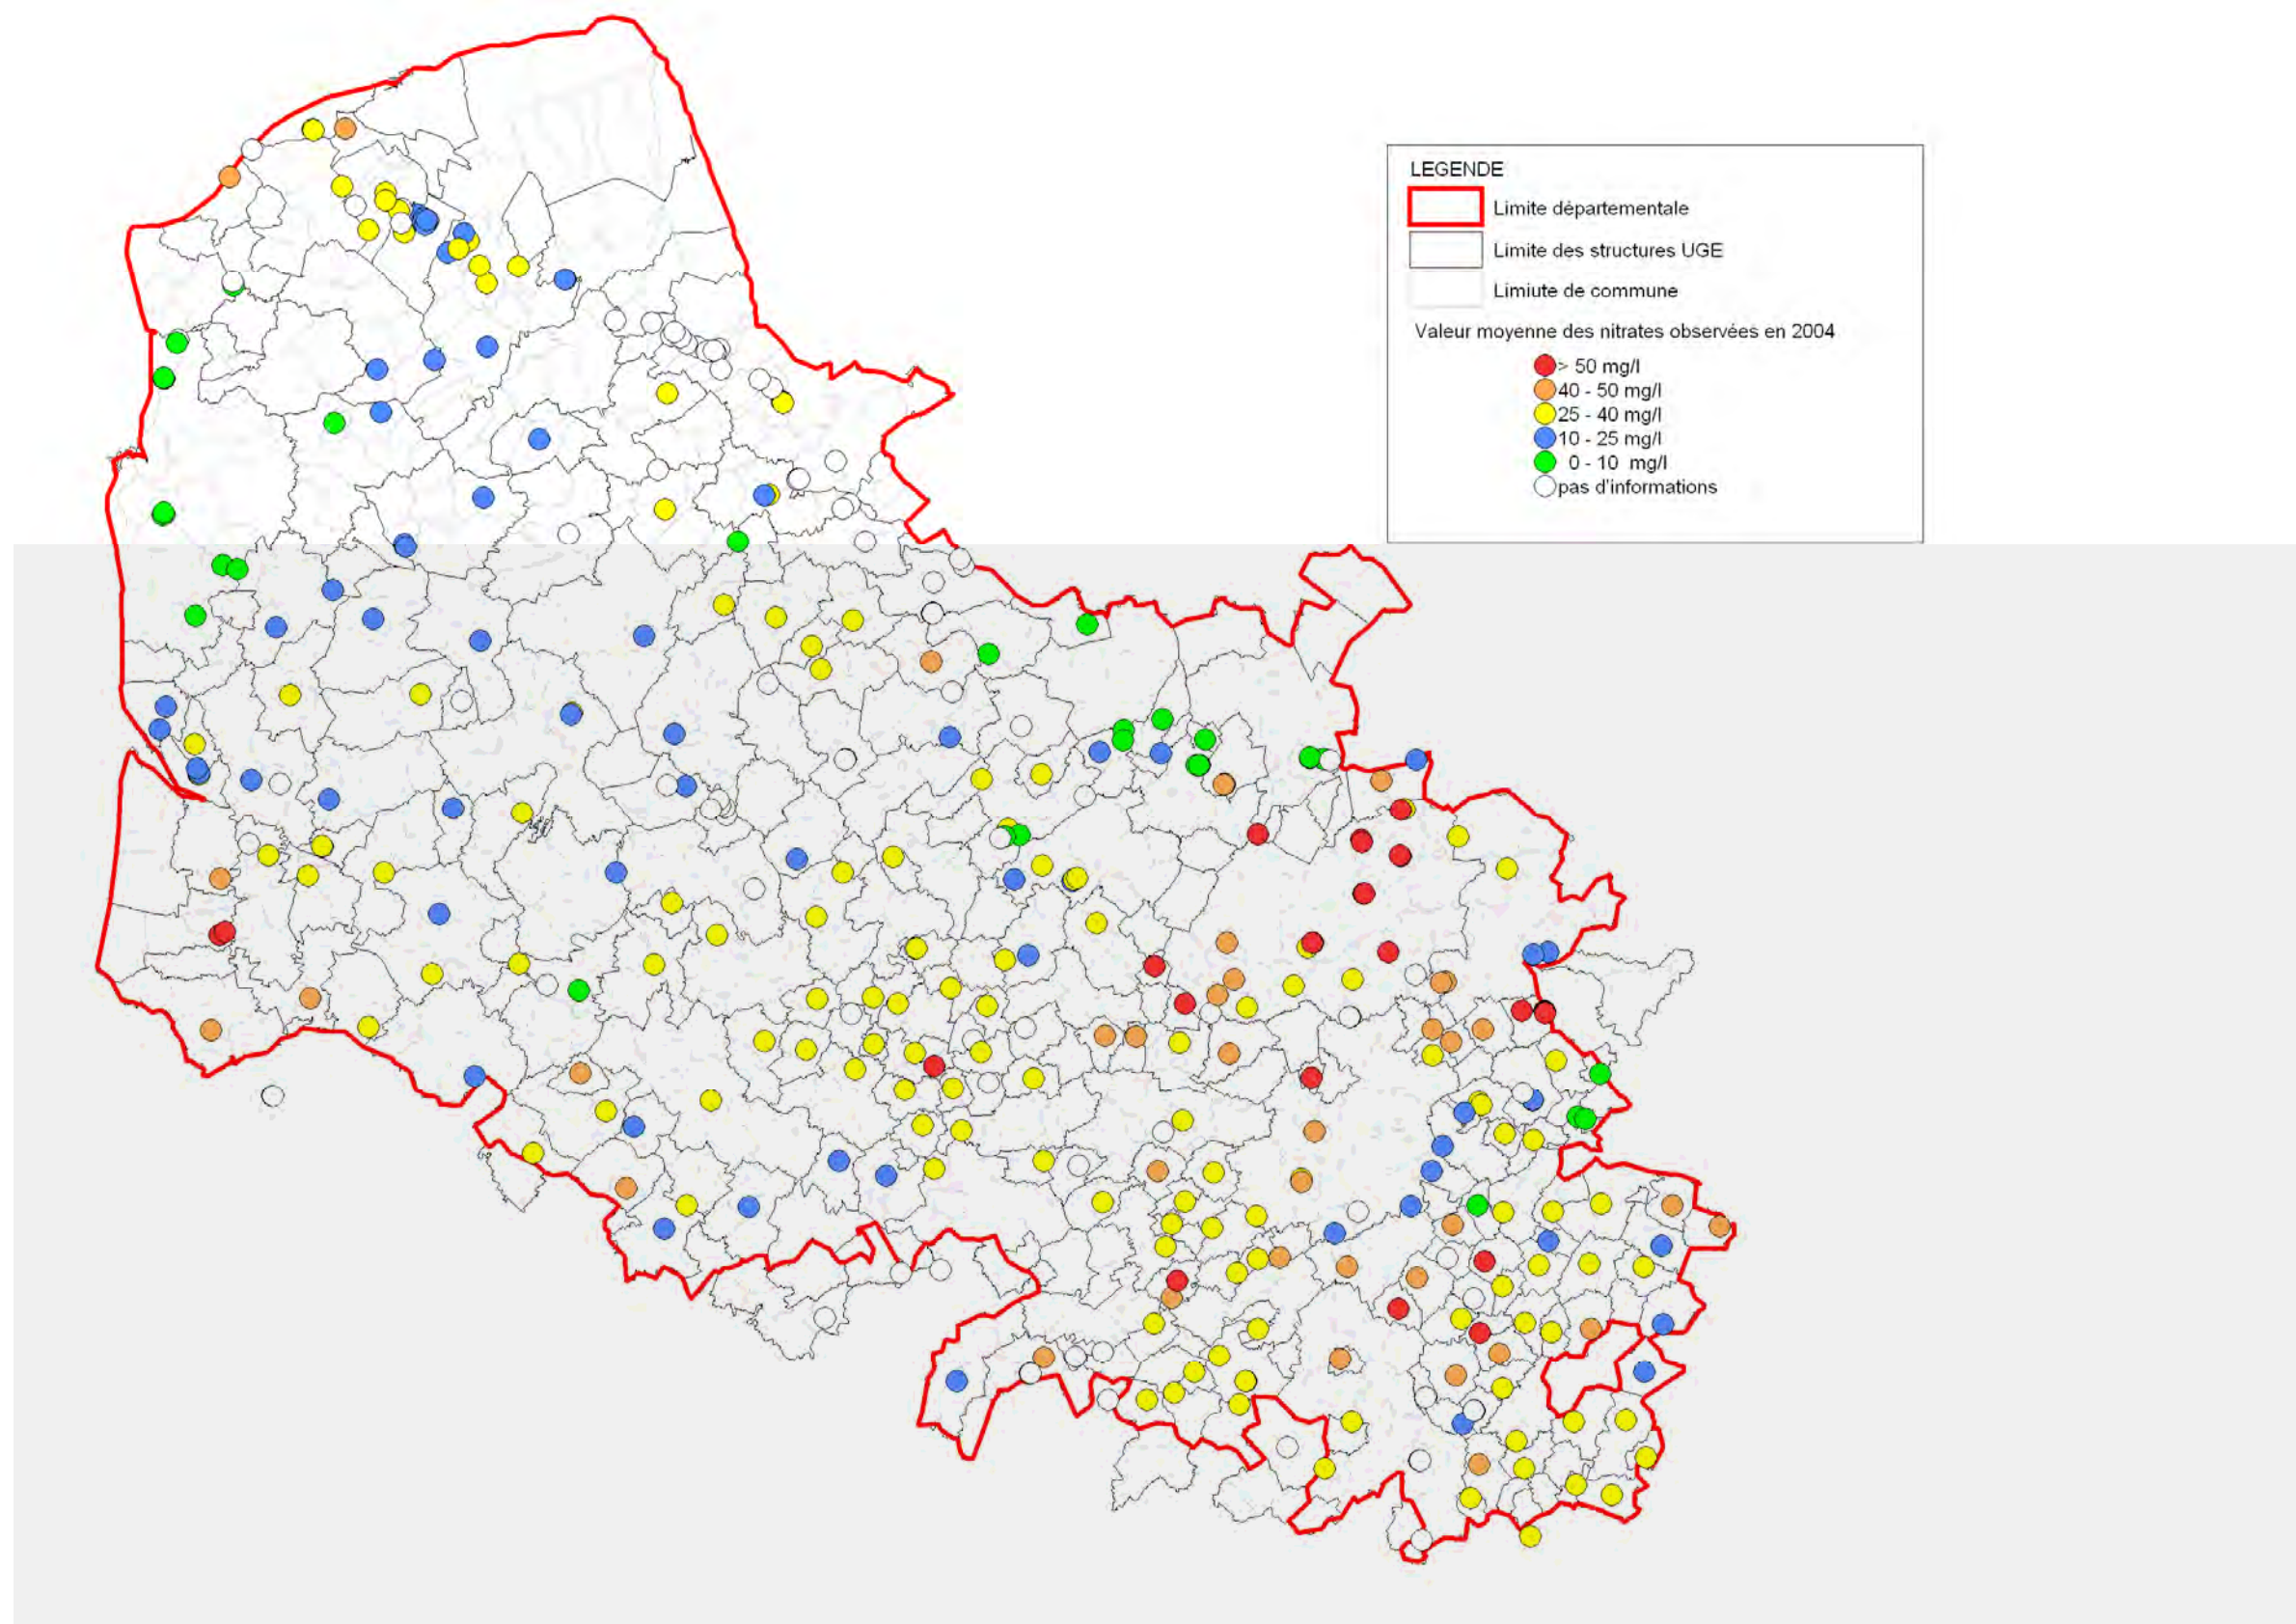 LEGENDE
Limite départementale
Limite des structures UGE
Limiute de commune
Valeur moyenne des nitrates observées en 2004
> 50 mg/l
40 - 50 mg/l
25 - 40 mg/l
10 - 25 mg/l
0 - 10 mg/l
pas d'informations